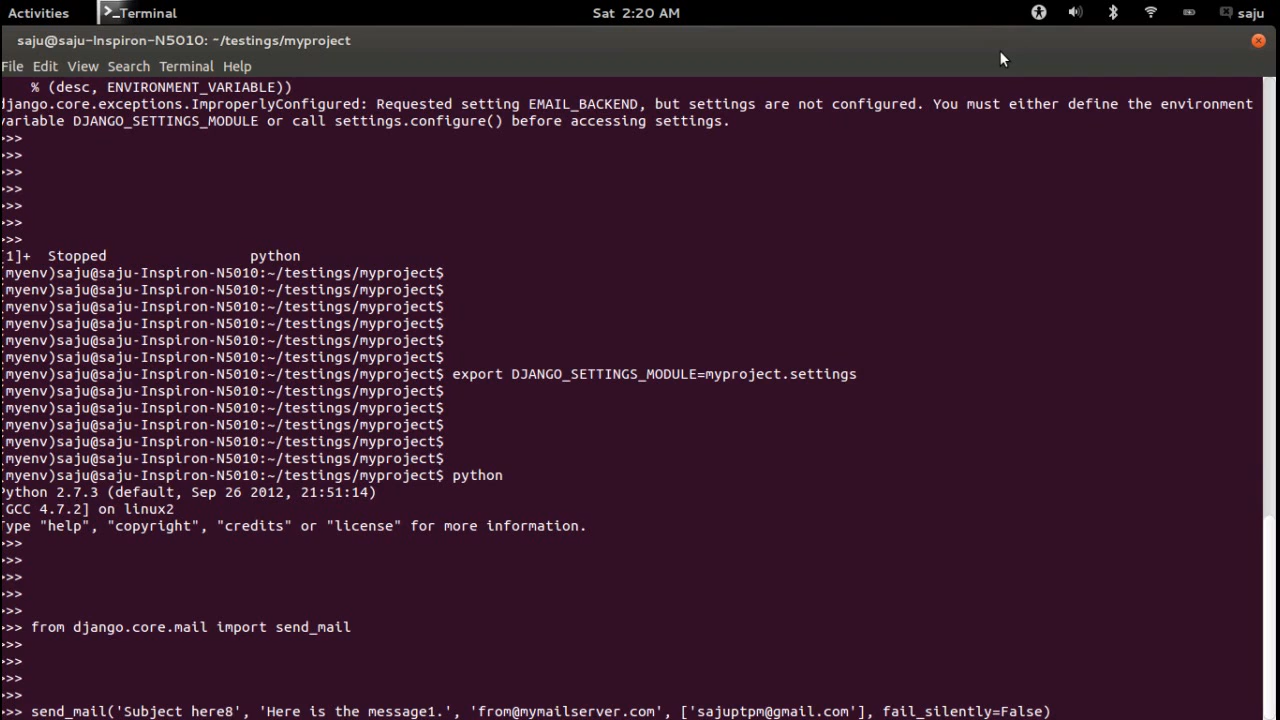 Activities
>_Terminal
Sat 2:20 AM
saju
saju@saju-Inspiron-N5010: ~/testings/myproject
File Edit View Search Terminal Help
% (desc, ENVIRONMENT_VARIABLE))
django.core.exceptions.ImproperlyConfigured: Requested setting EMAIL_BACKEND, but settings are not configured. You must either define the environment
variable DJANGO_SETTINGS_MODULE or call settings.configure() before accessing settings.
>>>
>>>
>>>
>>>
>>>
>>>
>>>
[1]+  Stopped                 python
(myenv)saju@saju-Inspiron-N5010:~/testings/myproject$
(myenv)saju@saju-Inspiron-N5010:~/testings/myproject$
(myenv)saju@saju-Inspiron-N5010:~/testings/myproject$
(myenv)saju@saju-Inspiron-N5010:~/testings/myproject$
(myenv)saju@saju-Inspiron-N5010:~/testings/myproject$
(myenv)saju@saju-Inspiron-N5010:~/testings/myproject$
(myenv)saju@saju-Inspiron-N5010:~/testings/myproject$ export DJANGO_SETTINGS_MODULE=myproject.settings
(myenv)saju@saju-Inspiron-N5010:~/testings/myproject$
(myenv)saju@saju-Inspiron-N5010:~/testings/myproject$
(myenv)saju@saju-Inspiron-N5010:~/testings/myproject$
(myenv)saju@saju-Inspiron-N5010:~/testings/myproject$
(myenv)saju@saju-Inspiron-N5010:~/testings/myproject$
(myenv)saju@saju-Inspiron-N5010:~/testings/myproject$ python
Python 2.7.3 (default, Sep 26 2012, 21:51:14)
[GCC 4.7.2] on linux2
Type "help", "copyright", "credits" or "license" for more information.
>>>
>>>
>>>
>>>
>>>
>>> from django.core.mail import send_mail
>>>
>>>
>>>
>>>
>>> send_mail('Subject here8', 'Here is the message1.', 'from@mymailserver.com', ['sajuptpm@gmail.com'], fail_silently=False)